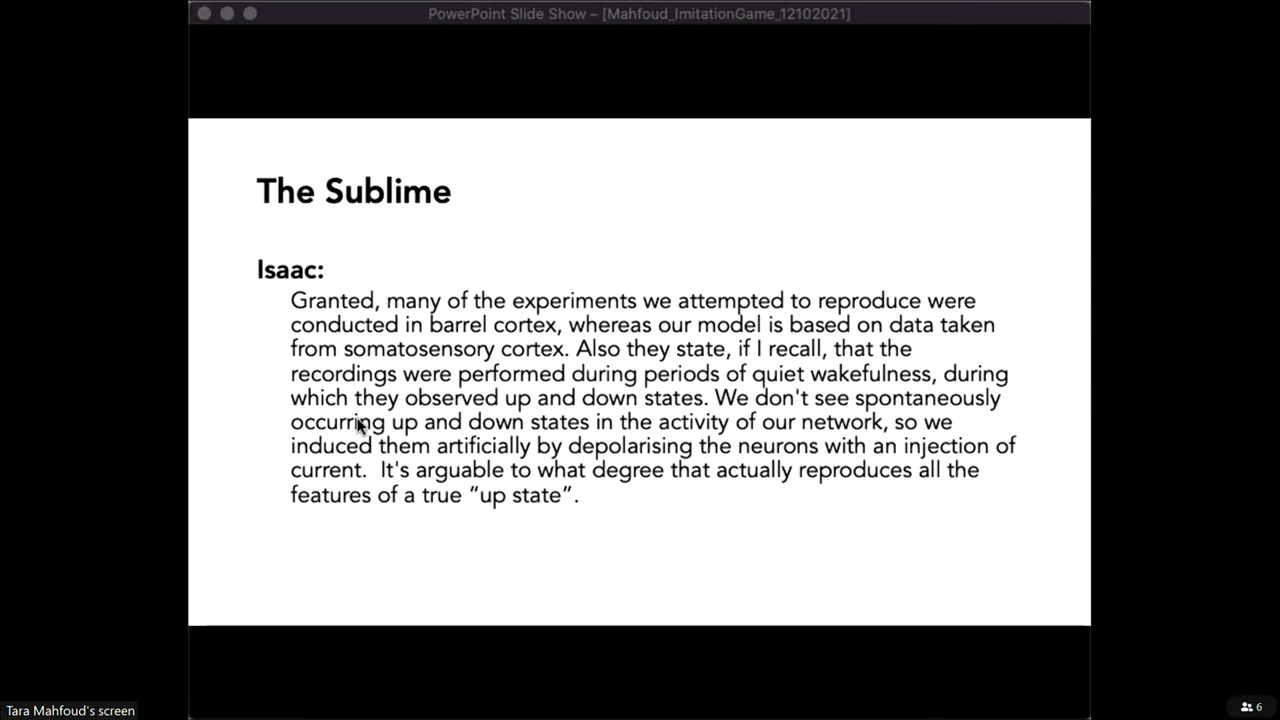 PowerPoint Slide Show – [Mahfoud_ImitationGame_12102021]
The Sublime
Isaac:
Granted, many of the experiments we attempted to reproduce were
conducted in barrel cortex, whereas our model is based on data taken
from somatosensory cortex. Also they state, if I recall, that the
recordings were performed during periods of quiet wakefulness, during
which they observed up and down states. We don't see spontaneously
occurring up and down states in the activity of our network, so we
induced them artificially by depolarising the neurons with an injection of
current.  It's arguable to what degree that actually reproduces all the
features of a true “up state”.
Tara Mahfoud's screen
6